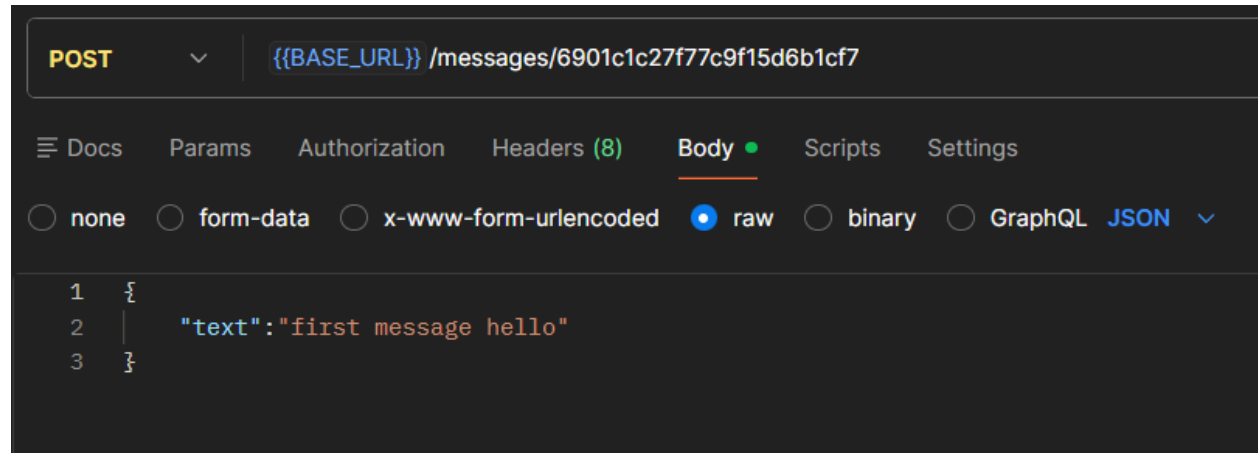 POST {{BASE_URL}} /messages/6901c1c27f77c9f15d6b1cf7
Docs Params Authorization Headers (8) Body Scripts Settings
none form-data x-www-form-urlencoded raw binary GraphQL JSON
1 {
2 "text":"first message hello"
3 }